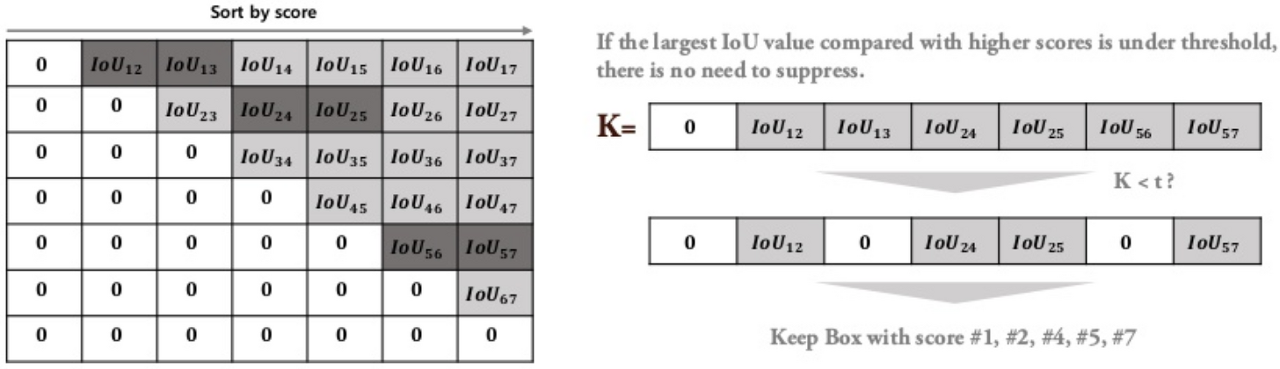 Sort by score
0 IoU₁₂ IoU₁₃ IoU₁₄ IoU₁₅ IoU₁₆ IoU₁₇
0 0 IoU₂₃ IoU₂₄ IoU₂₅ IoU₂₆ IoU₂₇
0 0 0 IoU₃₄ IoU₃₅ IoU₃₆ IoU₃₇
0 0 0 0 IoU₄₅ IoU₄₆ IoU₄₇
0 0 0 0 0 IoU₅₆ IoU₅₇
0 0 0 0 0 0 IoU₆₇
0 0 0 0 0 0 0
If the largest IoU value compared with higher scores is under threshold,
there is no need to suppress.
K= 0 IoU₁₂ IoU₁₃ IoU₂₄ IoU₂₅ IoU₅₆ IoU₅₇
K < t ?
0 IoU₁₂ 0 IoU₂₄ IoU₂₅ 0 IoU₅₇
Keep Box with score #1, #2, #4, #5, #7